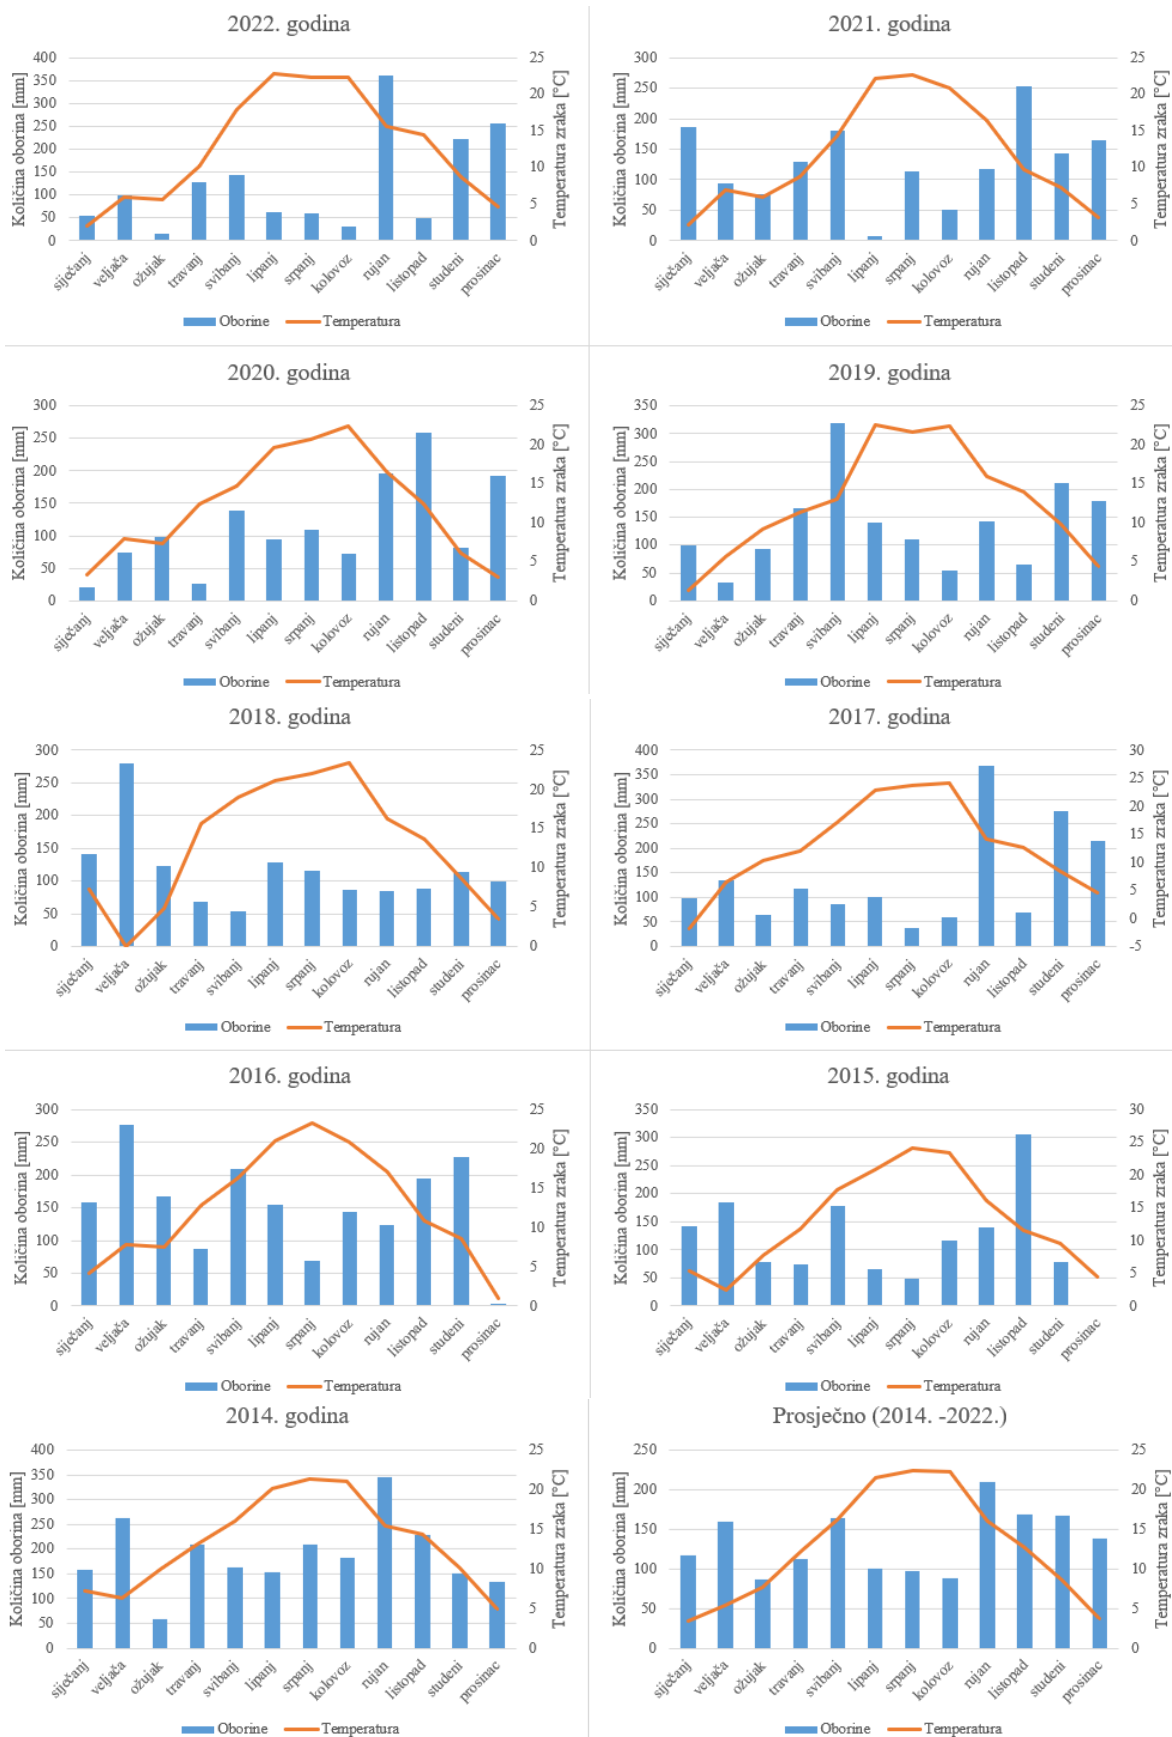 2022. godina
Količina oborina [mm]
400
350
300
250
200
150
100
50
0
25
20
15
10
5
0
Temperatura zraka [°C]
siječanj
veljača
ožujak
travanj
svibanj
lipanj
srpanj
kolovoz
rujan
listopad
studeni
prosinac
Oborine Temperatura
2021. godina
Količina oborina [mm]
300
250
200
150
100
50
0
25
20
15
10
5
0
Temperatura zraka [°C]
siječanj
veljača
ožujak
travanj
svibanj
lipanj
srpanj
kolovoz
rujan
listopad
studeni
prosinac
Oborine Temperatura
2020. godina
Količina oborina [mm]
300
250
200
150
100
50
0
25
20
15
10
5
0
Temperatura zraka [°C]
siječanj
veljača
ožujak
travanj
svibanj
lipanj
srpanj
kolovoz
rujan
listopad
studeni
prosinac
Oborine Temperatura
2019. godina
Količina oborina [mm]
350
300
250
200
150
100
50
0
25
20
15
10
5
0
Temperatura zraka [°C]
siječanj
veljača
ožujak
travanj
svibanj
lipanj
srpanj
kolovoz
rujan
listopad
studeni
prosinac
Oborine Temperatura
2018. godina
Količina oborina [mm]
300
250
200
150
100
50
0
25
20
15
10
5
0
Temperatura zraka [°C]
siječanj
veljača
ožujak
travanj
svibanj
lipanj
srpanj
kolovoz
rujan
listopad
studeni
prosinac
Oborine Temperatura
2017. godina
Količina oborina [mm]
400
350
300
250
200
150
100
50
0
30
25
20
15
10
5
0
-5
Temperatura zraka [°C]
siječanj
veljača
ožujak
travanj
svibanj
lipanj
srpanj
kolovoz
rujan
listopad
studeni
prosinac
Oborine Temperatura
2016. godina
Količina oborina [mm]
300
250
200
150
100
50
0
25
20
15
10
5
0
Temperatura zraka [°C]
siječanj
veljača
ožujak
travanj
svibanj
lipanj
srpanj
kolovoz
rujan
listopad
studeni
prosinac
Oborine Temperatura
2015. godina
Količina oborina [mm]
350
300
250
200
150
100
50
0
30
25
20
15
10
5
0
Temperatura zraka [°C]
siječanj
veljača
ožujak
travanj
svibanj
lipanj
srpanj
kolovoz
rujan
listopad
studeni
prosinac
Oborine Temperatura
2014. godina
Količina oborina [mm]
400
350
300
250
200
150
100
50
0
25
20
15
10
5
0
Temperatura zraka [°C]
siječanj
veljača
ožujak
travanj
svibanj
lipanj
srpanj
kolovoz
rujan
listopad
studeni
prosinac
Oborine Temperatura
Prosječno (2014. -2022.)
Količina oborina [mm]
250
200
150
100
50
0
25
20
15
10
5
0
Temperatura zraka [°C]
siječanj
veljača
ožujak
travanj
svibanj
lipanj
srpanj
kolovoz
rujan
listopad
studeni
prosinac
Oborine Temperatura